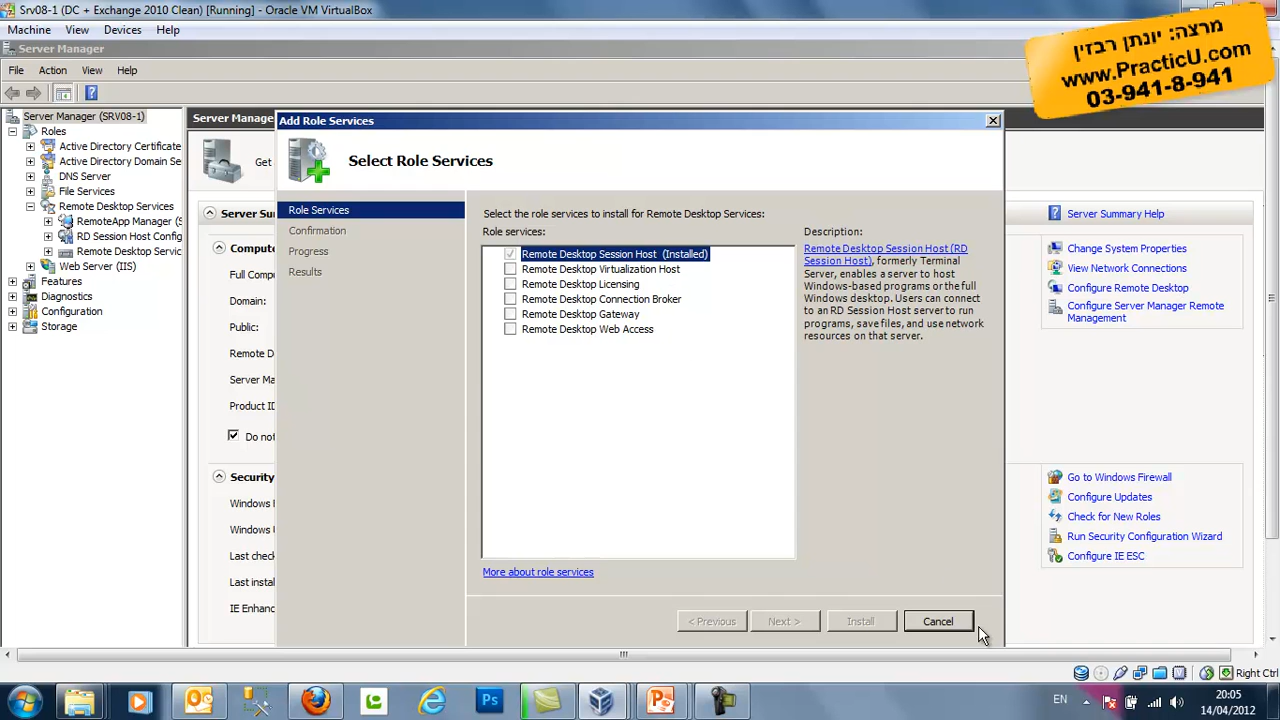 Srv08-1 (DC + Exchange 2010 Clean) [Running] - Oracle VM VirtualBox
Machine View Devices Help
Server Manager
File Action View Help
מרצה: יונתן רבזין
www.PracticU.com
03-941-8-941
Server Manager (SRV08-1)
Roles
Active Directory Certificate
Active Directory Domain Se
DNS Server
File Services
Remote Desktop Services
RemoteApp Manager (S
RD Session Host Config
Remote Desktop Servic
Web Server (IIS)
Features
Diagnostics
Configuration
Storage
Server Manager
Get
Server Sum
Compute
Full Compu
Domain:
Public:
Remote D
Server Ma
Product ID
Do not
Security
Windows F
Windows U
Last check
Last instal
IE Enhanc
Add Role Services
Select Role Services
Role Services
Confirmation
Progress
Results
Select the role services to install for Remote Desktop Services:
Role services:
Remote Desktop Session Host (Installed)
Remote Desktop Virtualization Host
Remote Desktop Licensing
Remote Desktop Connection Broker
Remote Desktop Gateway
Remote Desktop Web Access
More about role services
Description:
Remote Desktop Session Host (RD
Session Host), formerly Terminal
Server, enables a server to host
Windows-based programs or the full
Windows desktop. Users can connect
to an RD Session Host server to run
programs, save files, and use network
resources on that server.
< Previous Next > Install Cancel
Server Summary Help
Change System Properties
View Network Connections
Configure Remote Desktop
Configure Server Manager Remote
Management
Go to Windows Firewall
Configure Updates
Check for New Roles
Run Security Configuration Wizard
Configure IE ESC
Right Ctrl
Ps
EN
20:05
14/04/2012